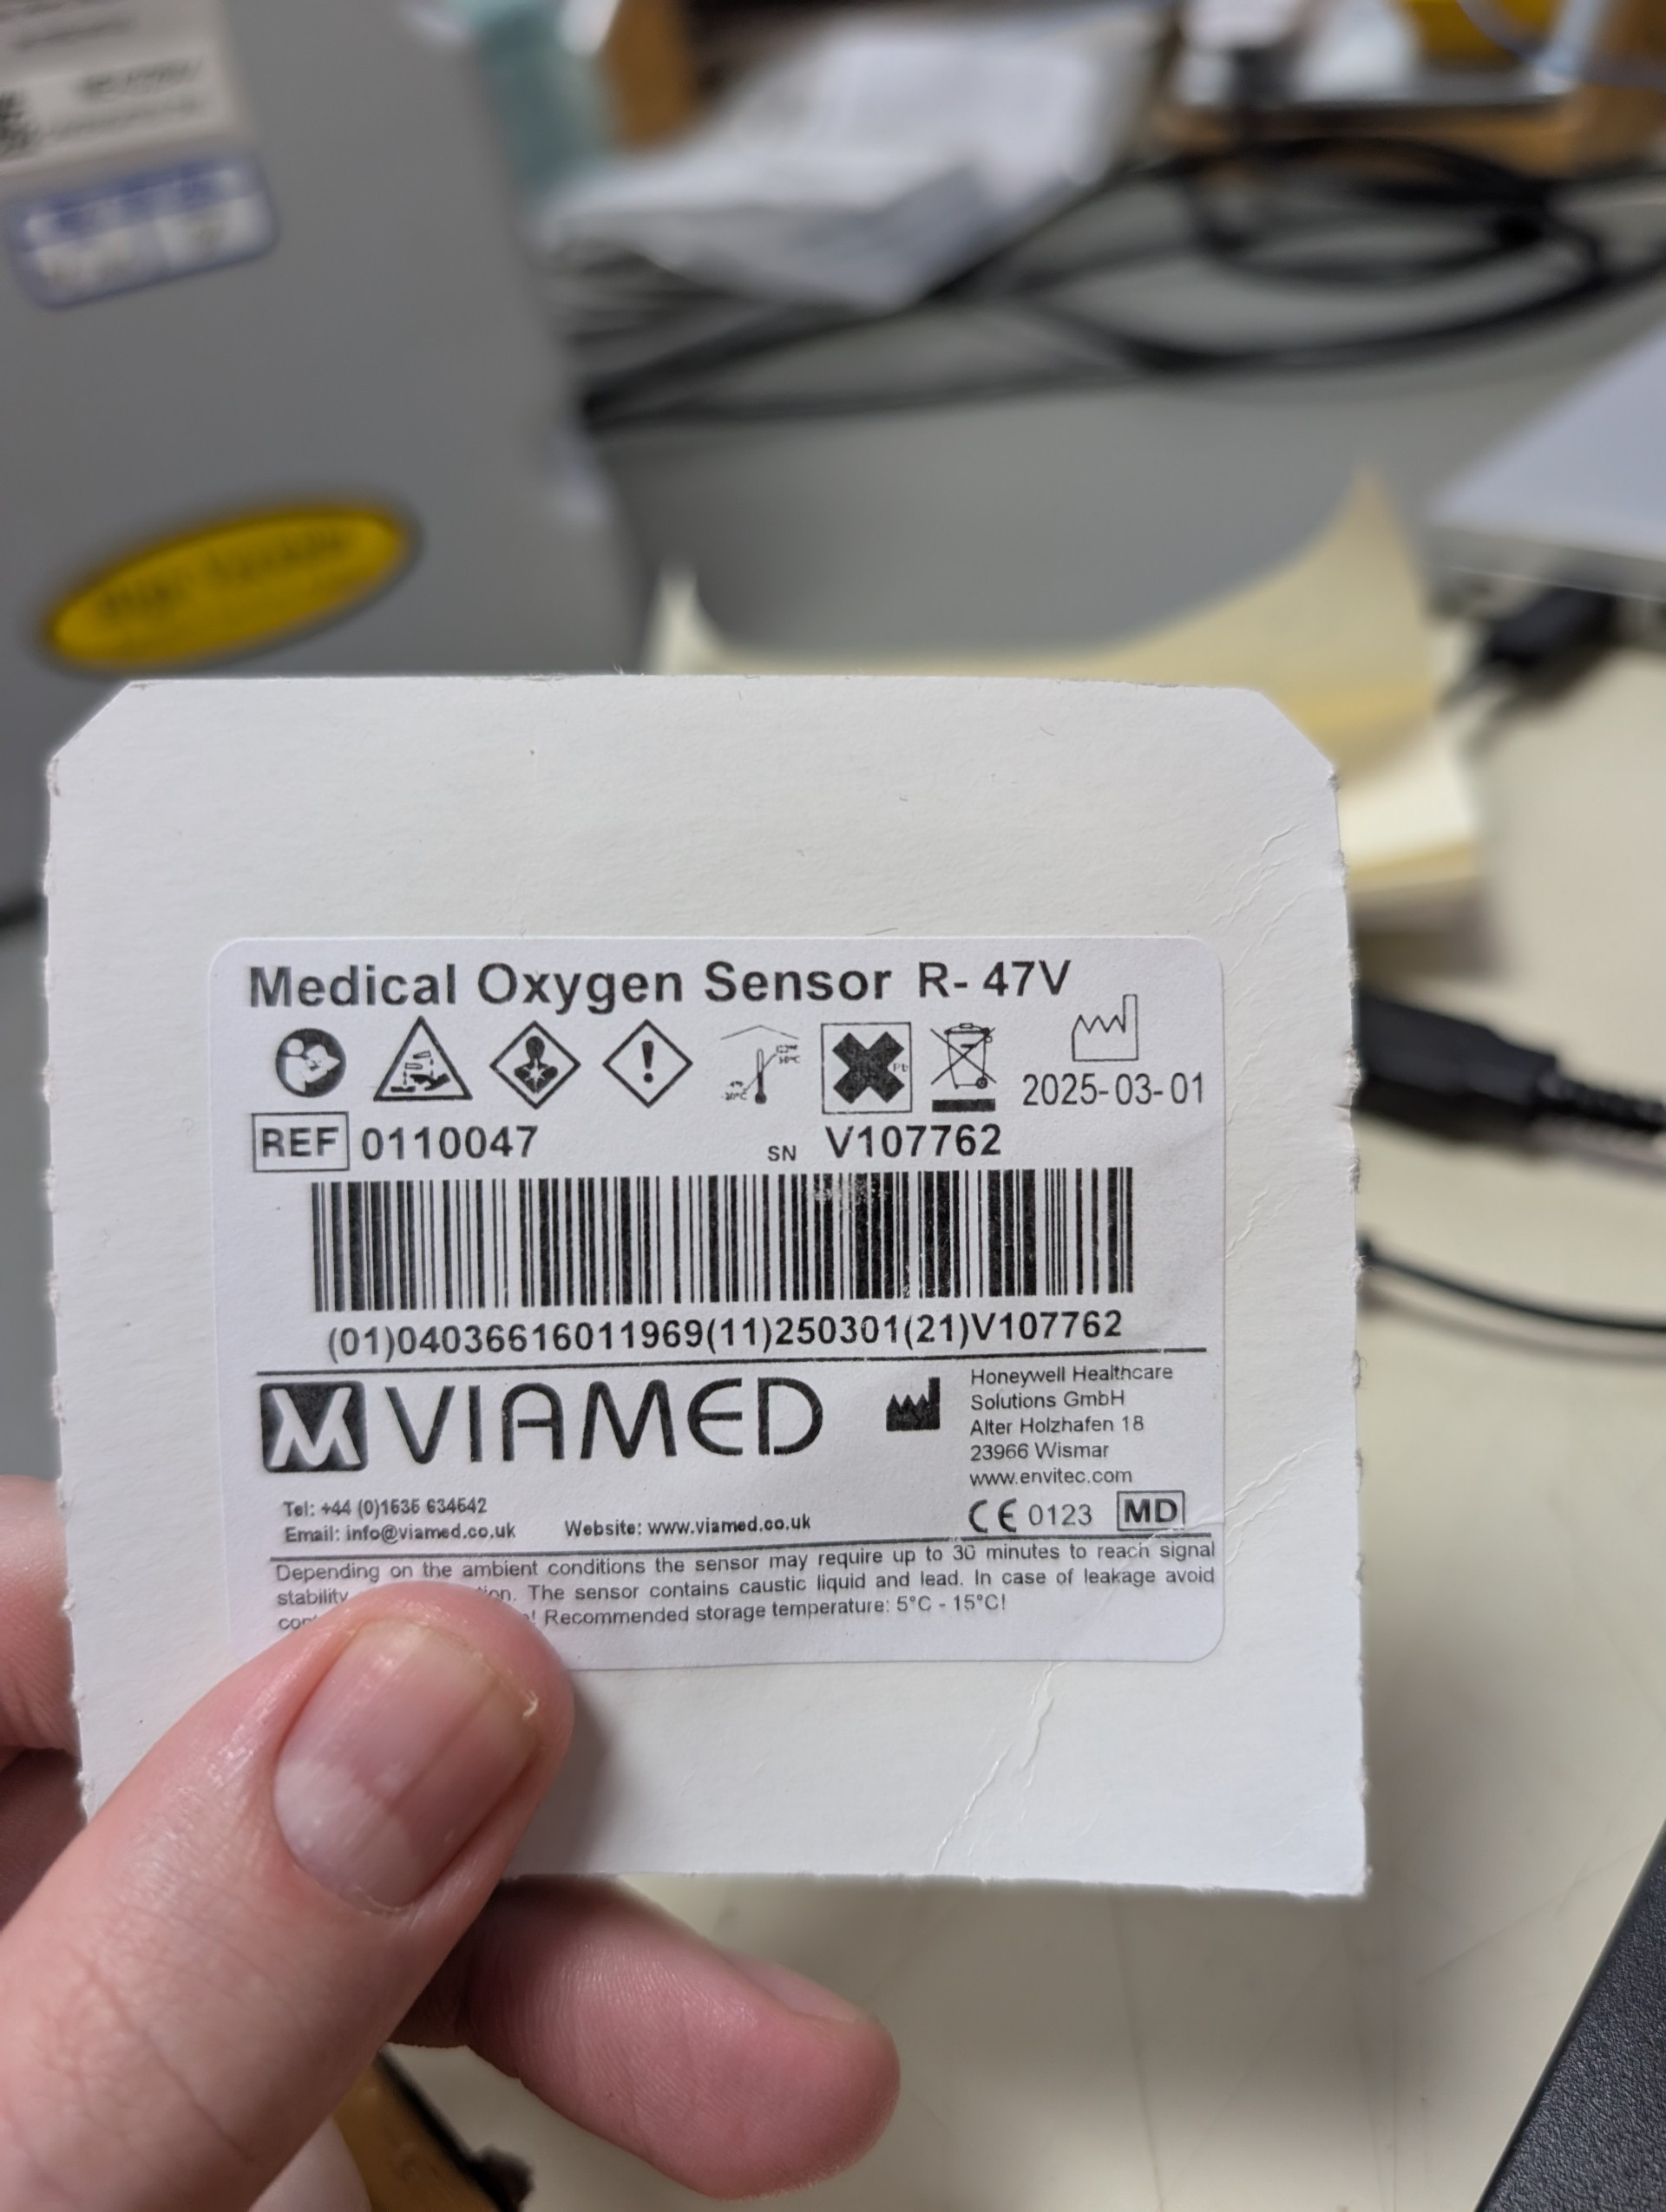 Medical Oxygen Sensor R- 47V
Pb
2025-03-01
REF 0110047 SN V107762
(01)04036616011969(11)250301(21)V107762
VIAMED
Honeywell Healthcare
Solutions GmbH
Alter Holzhafen 18
23966 Wismar
www.envitec.com
Tel: +44 (0)1535 634542
Email: info@viamed.co.uk Website: www.viamed.co.uk
CE 0123 MD
Depending on the ambient conditions the sensor may require up to 30 minutes to reach signal
stability The sensor contains caustic liquid and lead. In case of leakage avoid
! Recommended storage temperature: 5°C - 15°C!